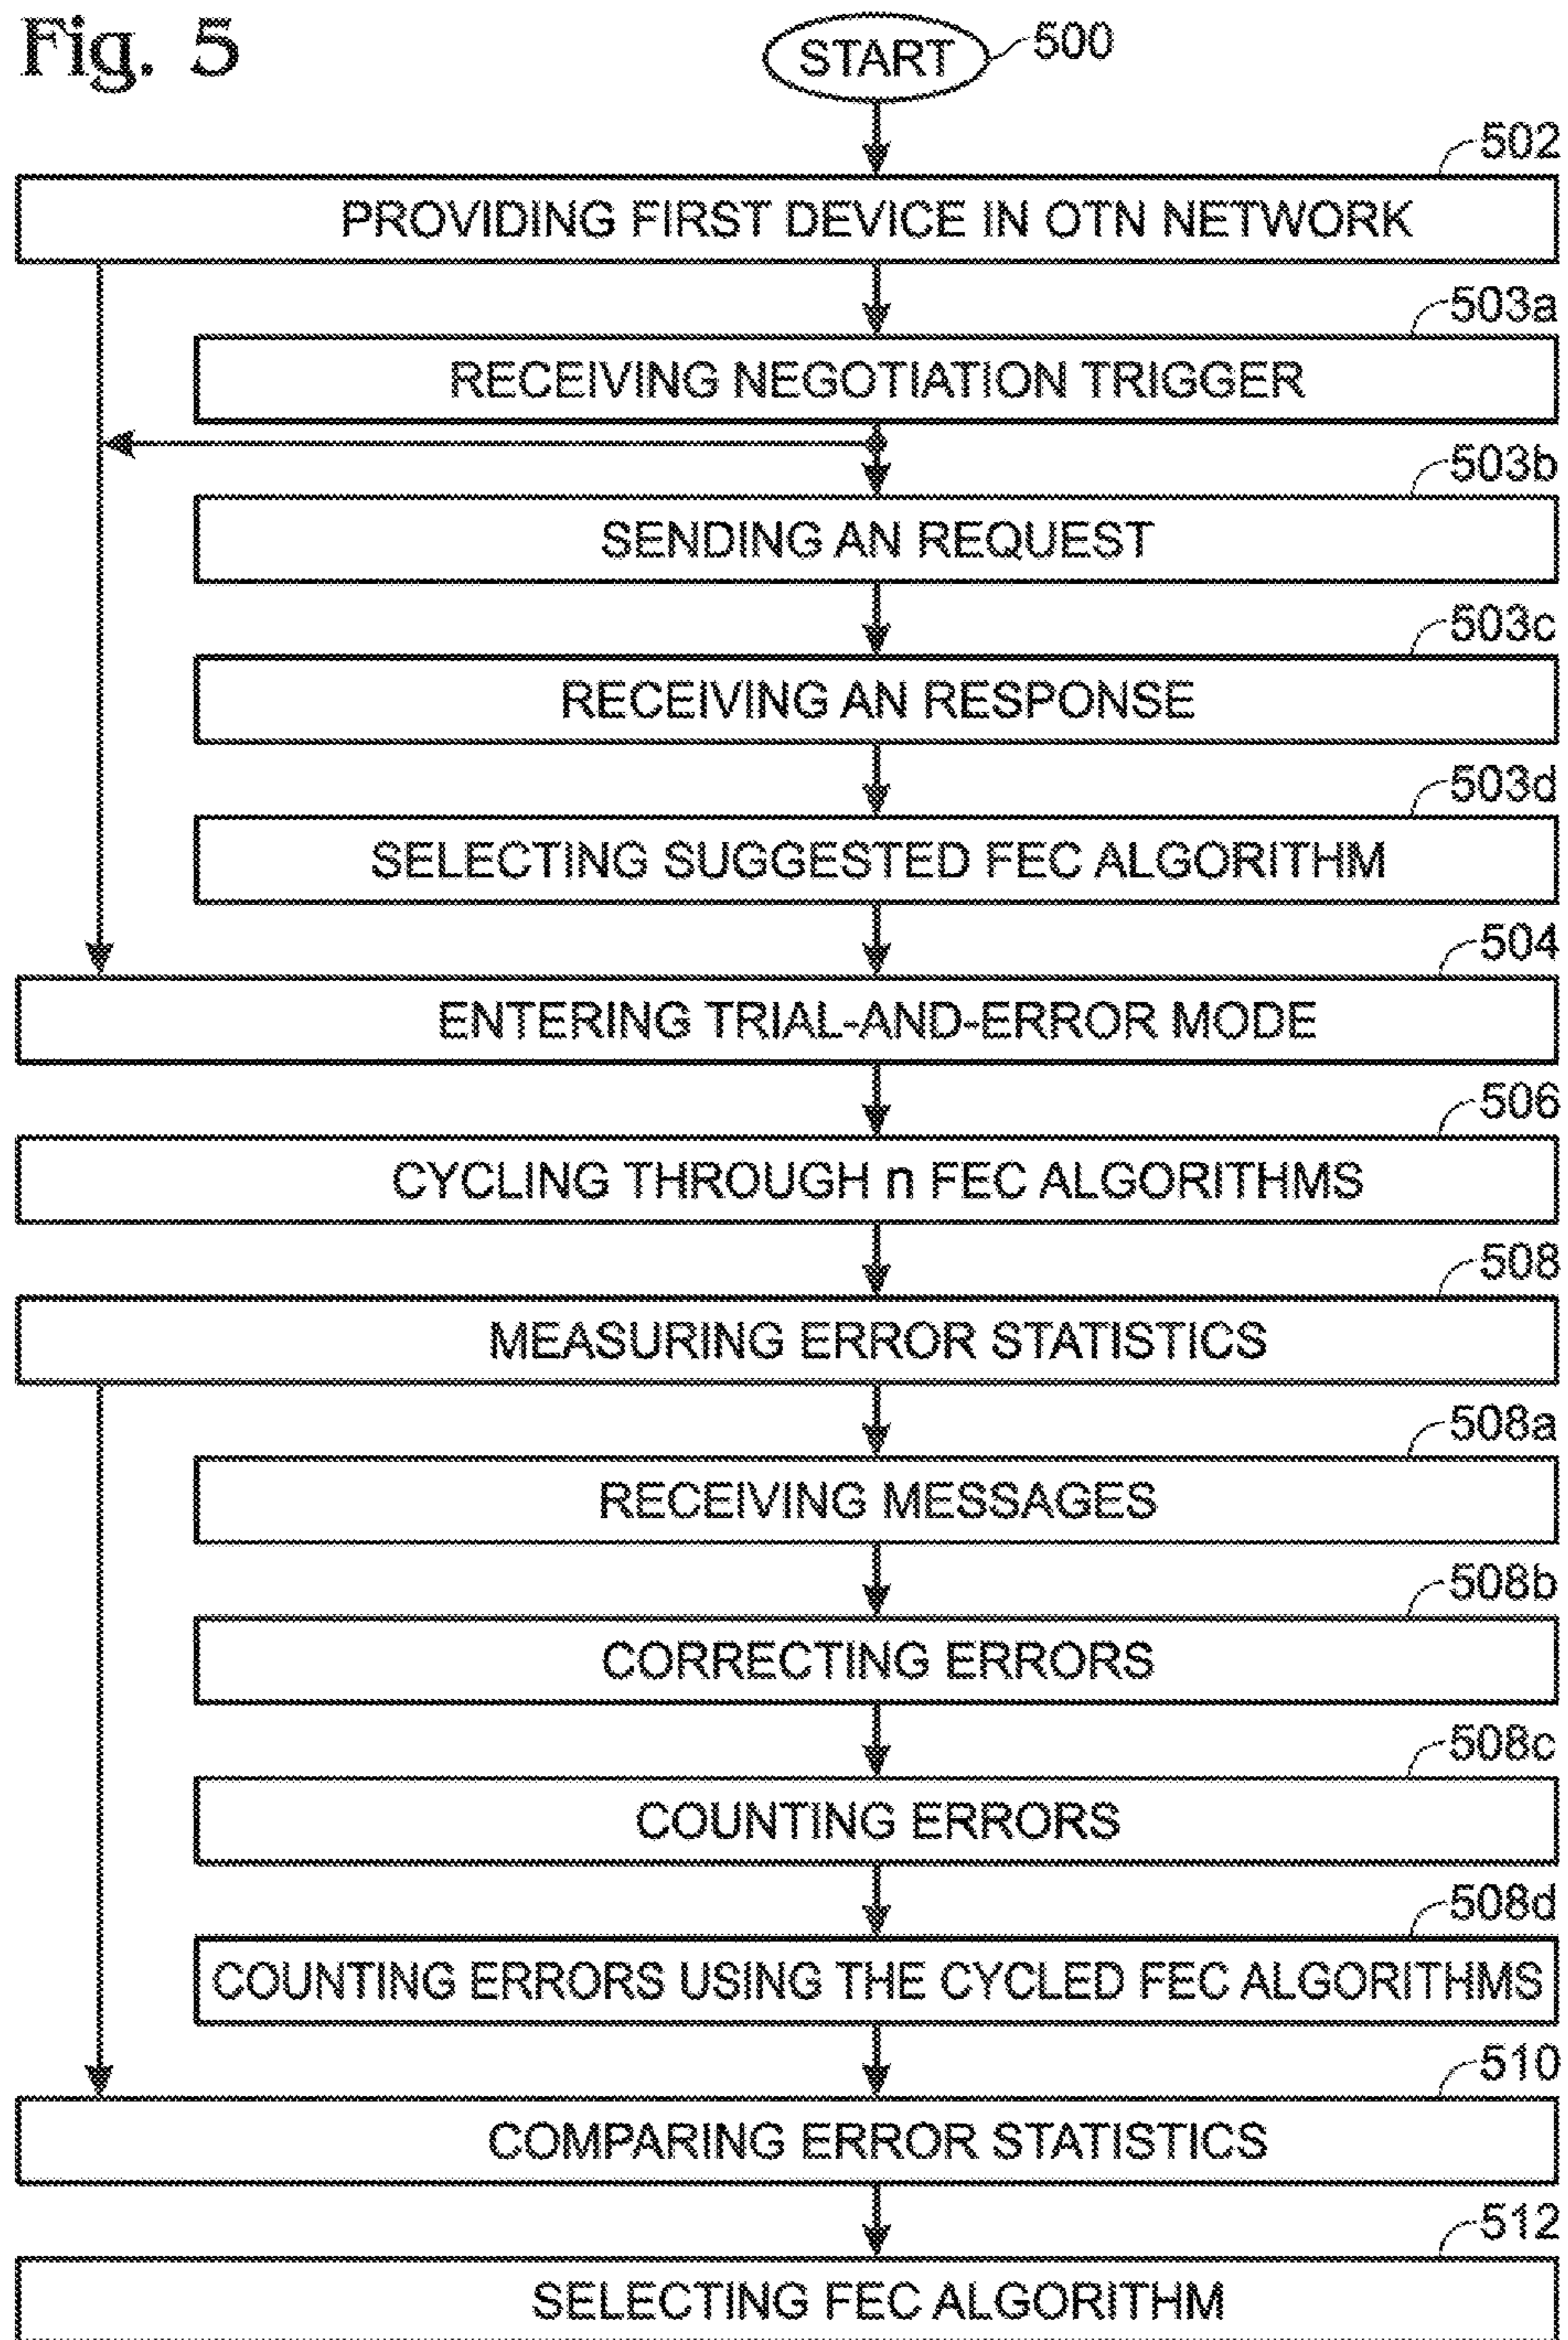 Fig. 5
START
500
502
PROVIDING FIRST DEVICE IN OTN NETWORK
503a
RECEIVING NEGOTIATION TRIGGER
503b
SENDING AN REQUEST
503c
RECEIVING AN RESPONSE
503d
SELECTING SUGGESTED FEC ALGORITHM
504
ENTERING TRIAL-AND-ERROR MODE
506
CYCLING THROUGH n FEC ALGORITHMS
508
MEASURING ERROR STATISTICS
508a
RECEIVING MESSAGES
508b
CORRECTING ERRORS
508c
COUNTING ERRORS
508d
COUNTING ERRORS USING THE CYCLED FEC ALGORITHMS
510
COMPARING ERROR STATISTICS
512
SELECTING FEC ALGORITHM